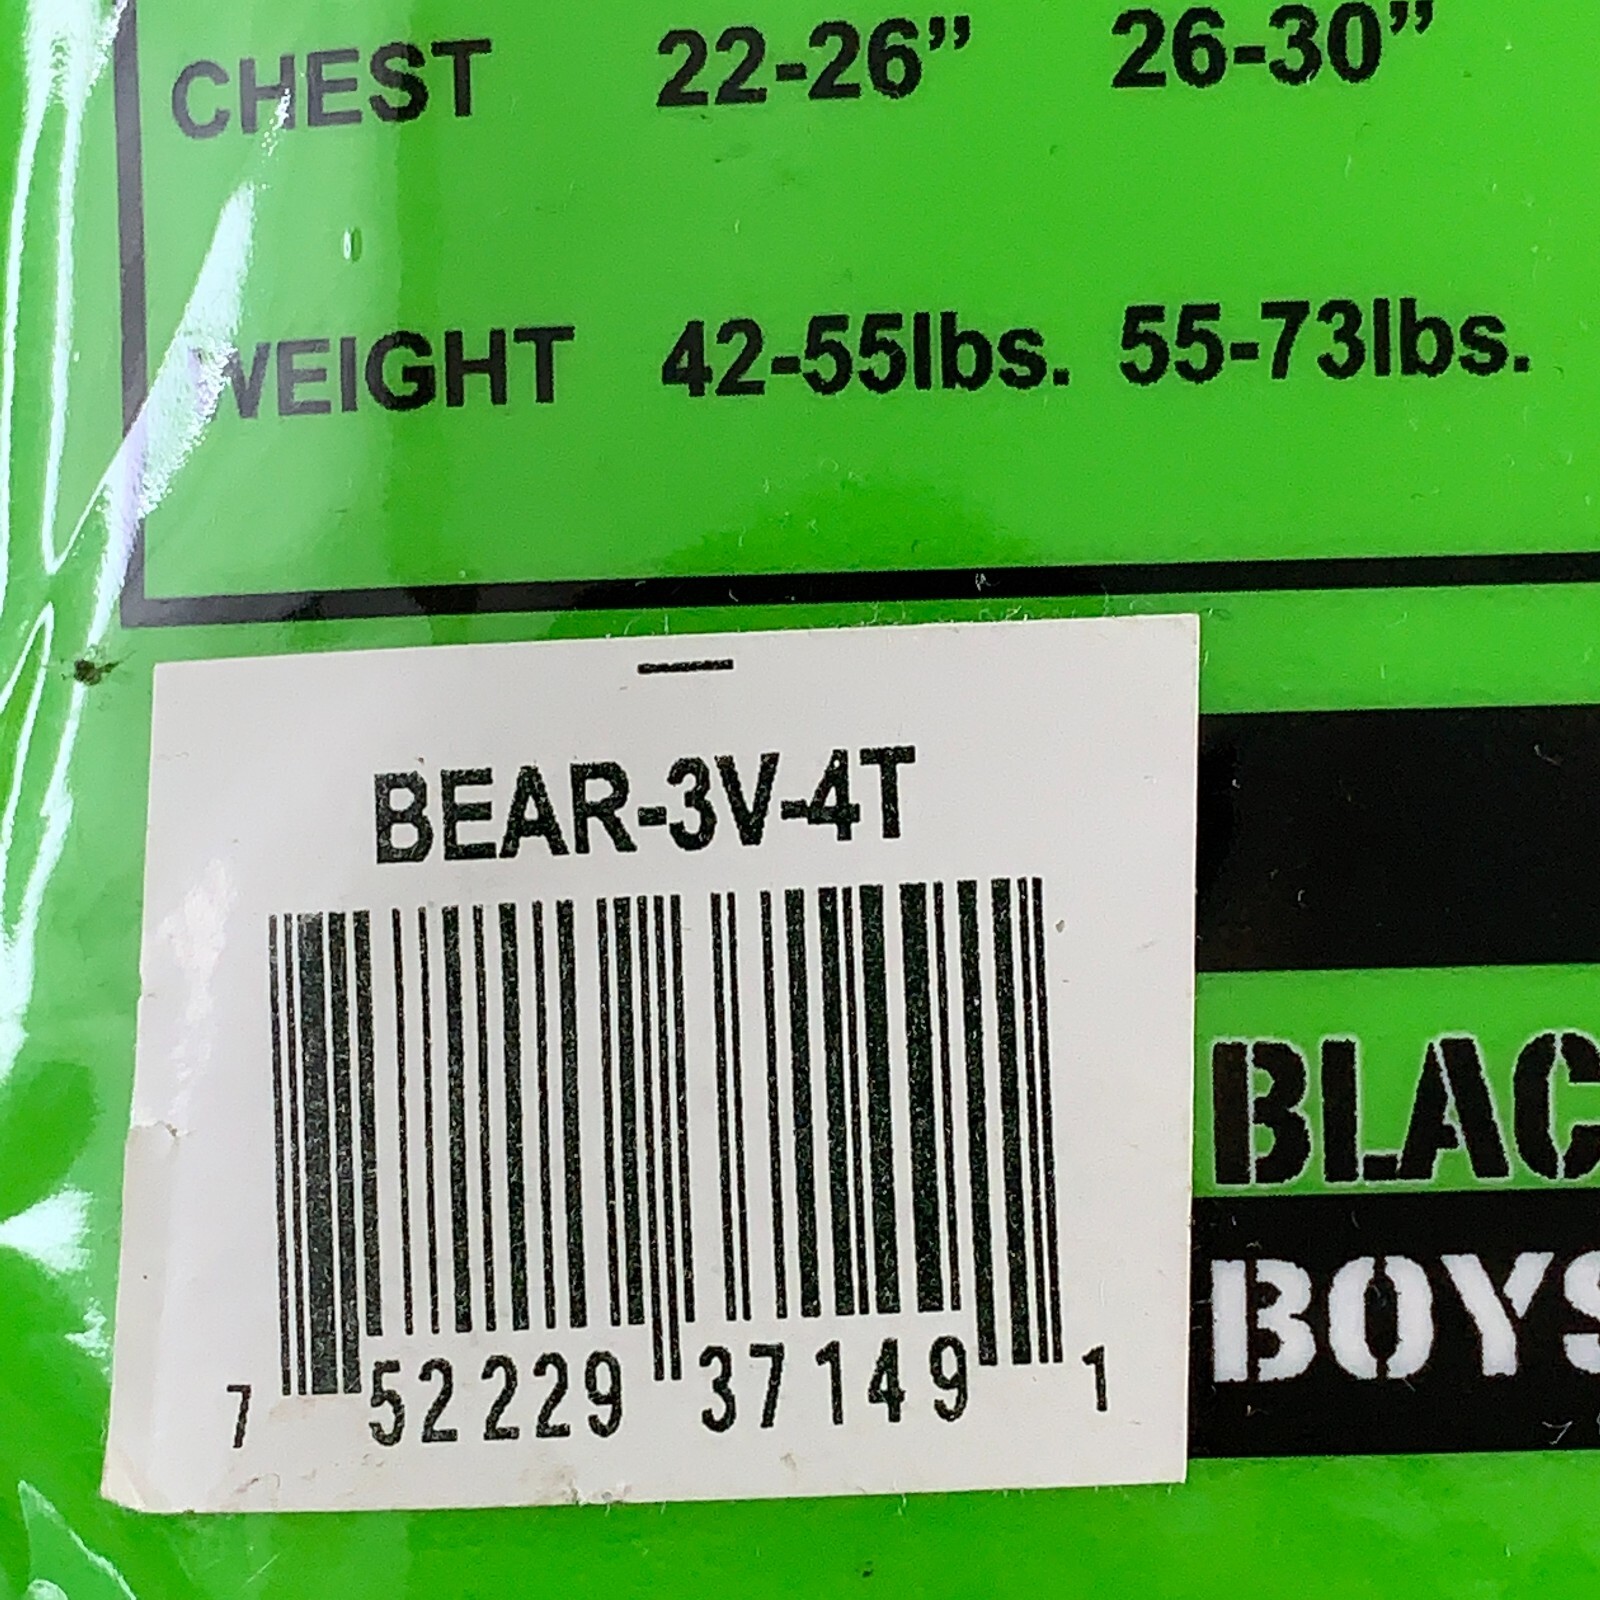 CHEST 22-26” 26-30”
WEIGHT 42-55lbs. 55-73lbs.
BEAR-3V-4T
7 52229 37149 1
BLAC
BOYS